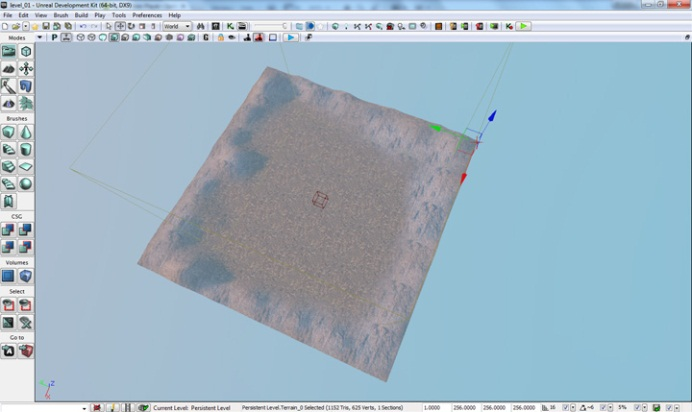 level_01 - Unreal Development Kit (64-bit, DX9)
File Edit View Brush Build Play Tools Preferences Help
World
Modes
Brushes
CSG
Volumes
Select
Go to
Current Level: Persistent Level
Persistent Level.Terrain_0 Selected (1152 Tris, 625 Verts, 1 Sections)
1.0000
256.0000
256.0000
256.0000
16
5%